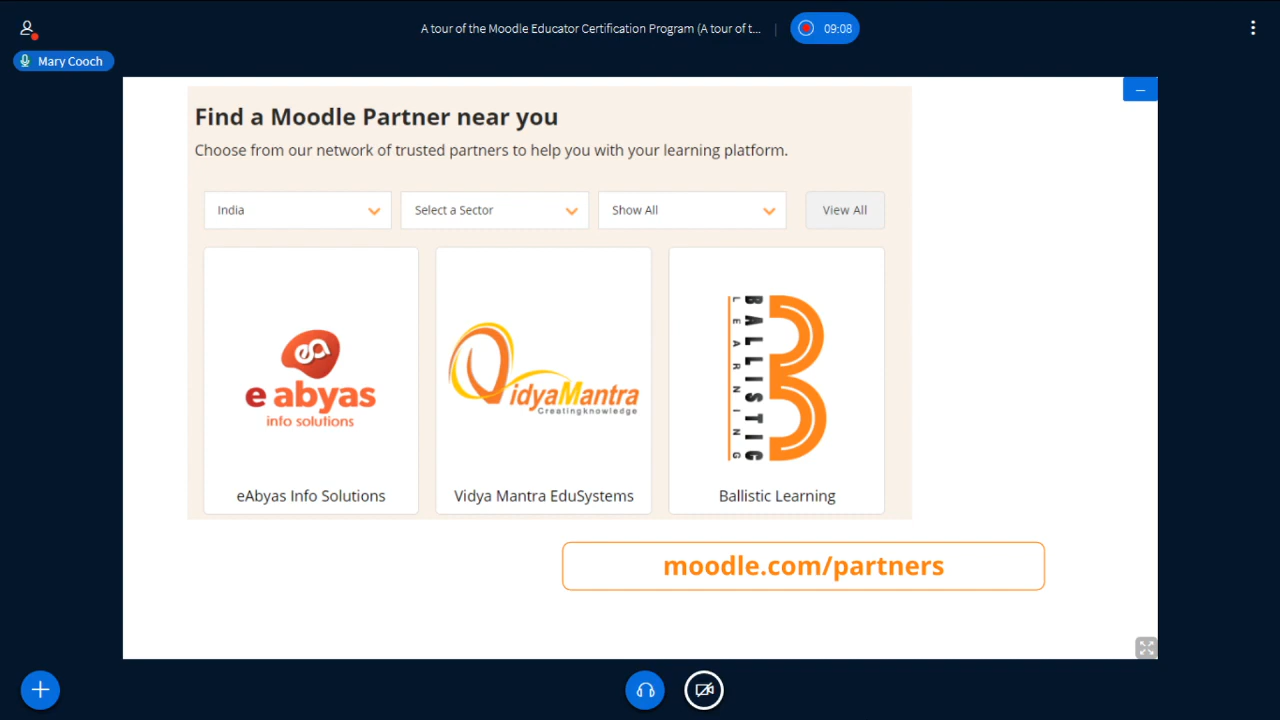 A tour of the Moodle Educator Certification Program (A tour of t...
09:08
Mary Cooch
Find a Moodle Partner near you
Choose from our network of trusted partners to help you with your learning platform.
India
Select a Sector
Show All
View All
ea
e abyas
info solutions
VidyaMantra
Creatingknowledge
BALLISTIC
LEARNING
eAbyas Info Solutions
Vidya Mantra EduSystems
Ballistic Learning
moodle.com/partners